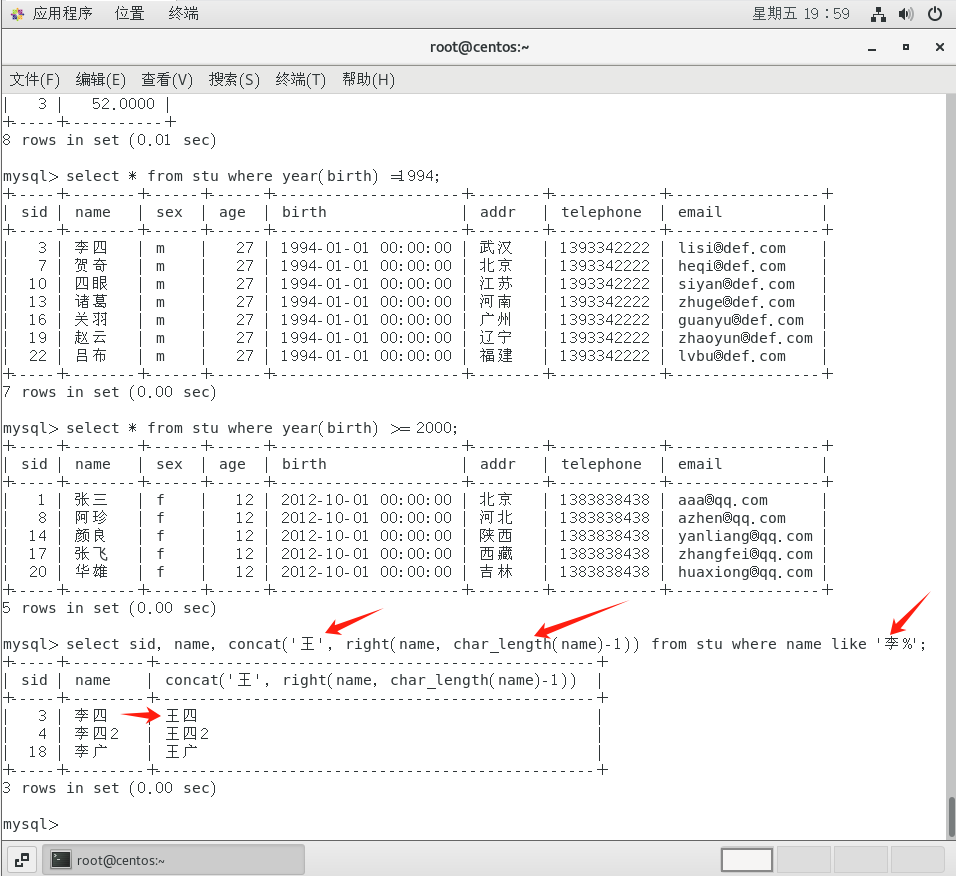 应用程序 位置 终端 星期五 19：59
root@centos:~
文件(F) 编辑(E) 查看(V) 搜索(S) 终端(T) 帮助(H)
| 3 | 52.0000 |
+-----+-----------+
8 rows in set (0.01 sec)
mysql> select * from stu where year(birth) =1994;
+-----+--------+------+------+---------------------+--------+------------+-----------------+
| sid | name | sex | age | birth | addr | telephone | email |
+-----+--------+------+------+---------------------+--------+------------+-----------------+
| 3 | 李四 | m | 27 | 1994-01-01 00:00:00 | 武汉 | 1393342222 | lisi@def.com |
| 7 | 贺奇 | m | 27 | 1994-01-01 00:00:00 | 北京 | 1393342222 | heqi@def.com |
| 10 | 四眼 | m | 27 | 1994-01-01 00:00:00 | 江苏 | 1393342222 | siyan@def.com |
| 13 | 诸葛 | m | 27 | 1994-01-01 00:00:00 | 河南 | 1393342222 | zhuge@def.com |
| 16 | 关羽 | m | 27 | 1994-01-01 00:00:00 | 广州 | 1393342222 | guanyu@def.com |
| 19 | 赵云 | m | 27 | 1994-01-01 00:00:00 | 辽宁 | 1393342222 | zhaoyun@def.com |
| 22 | 吕布 | m | 27 | 1994-01-01 00:00:00 | 福建 | 1393342222 | lvbu@def.com |
+-----+--------+------+------+---------------------+--------+------------+-----------------+
7 rows in set (0.00 sec)
mysql> select * from stu where year(birth) >= 2000;
+-----+--------+------+------+---------------------+--------+------------+-----------------+
| sid | name | sex | age | birth | addr | telephone | email |
+-----+--------+------+------+---------------------+--------+------------+-----------------+
| 1 | 张三 | f | 12 | 2012-10-01 00:00:00 | 北京 | 1383838438 | aaa@qq.com |
| 8 | 阿珍 | f | 12 | 2012-10-01 00:00:00 | 河北 | 1383838438 | azhen@qq.com |
| 14 | 颜良 | f | 12 | 2012-10-01 00:00:00 | 陕西 | 1383838438 | yanliang@qq.com |
| 17 | 张飞 | f | 12 | 2012-10-01 00:00:00 | 西藏 | 1383838438 | zhangfei@qq.com |
| 20 | 华雄 | f | 12 | 2012-10-01 00:00:00 | 吉林 | 1383838438 | huaxiong@qq.com |
+-----+--------+------+------+---------------------+--------+------------+-----------------+
5 rows in set (0.00 sec)
mysql> select sid, name, concat('王', right(name, char_length(name)-1)) from stu where name like '李%';
+-----+---------+-------------------------------------------------+
| sid | name | concat('王', right(name, char_length(name)-1)) |
+-----+---------+-------------------------------------------------+
| 3 | 李四 | 王四 |
| 4 | 李四2 | 王四2 |
| 18 | 李广 | 王广 |
+-----+---------+-------------------------------------------------+
3 rows in set (0.00 sec)
mysql>
root@centos:~